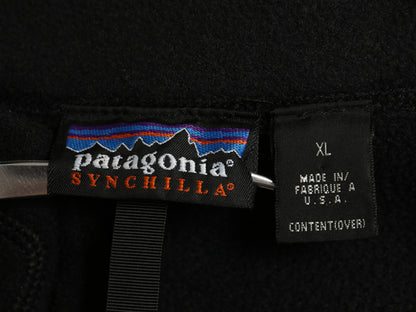 patagonia®
SYNCHILLA®
XL
MADE IN/
FABRIQUE A
U.S.A.
CONTENT(OVER)